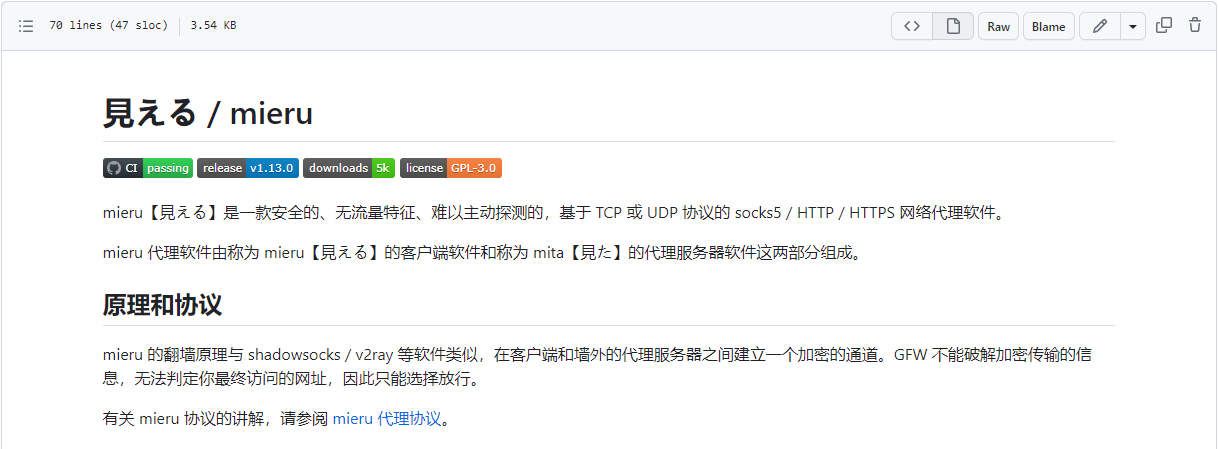 70 lines (47 sloc) 3.54 KB Raw Blame
見える / mieru
CI passing release v1.13.0 downloads 5k license GPL-3.0
mieru【見える】是一款安全的、无流量特征、难以主动探测的，基于 TCP 或 UDP 协议的 socks5 / HTTP / HTTPS 网络代理软件。
mieru 代理软件由称为 mieru【見える】的客户端软件和称为 mita【見た】的代理服务器软件这两部分组成。
原理和协议
mieru 的翻墙原理与 shadowsocks / v2ray 等软件类似，在客户端和墙外的代理服务器之间建立一个加密的通道。GFW 不能破解加密传输的信
息，无法判定你最终访问的网址，因此只能选择放行。
有关 mieru 协议的讲解，请参阅 mieru 代理协议。